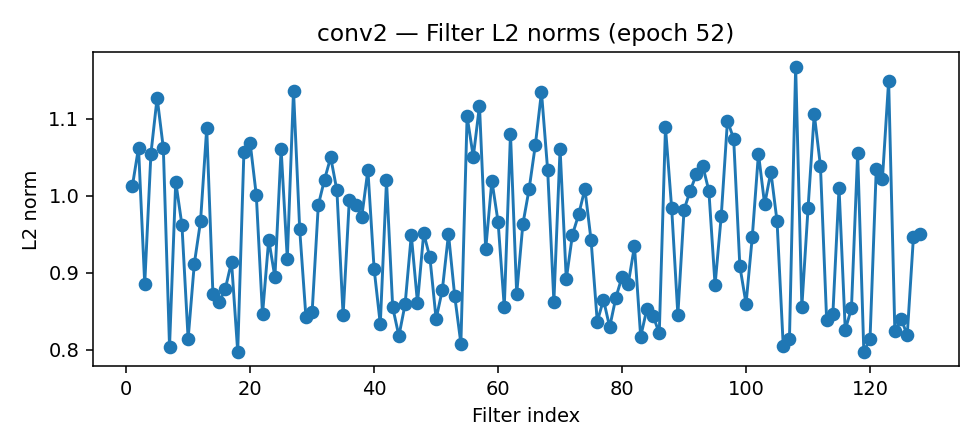 conv2 — Filter L2 norms (epoch 52)
1.1
1.0
0.9
0.8
L2 norm
0 20 40 60 80 100 120
Filter index